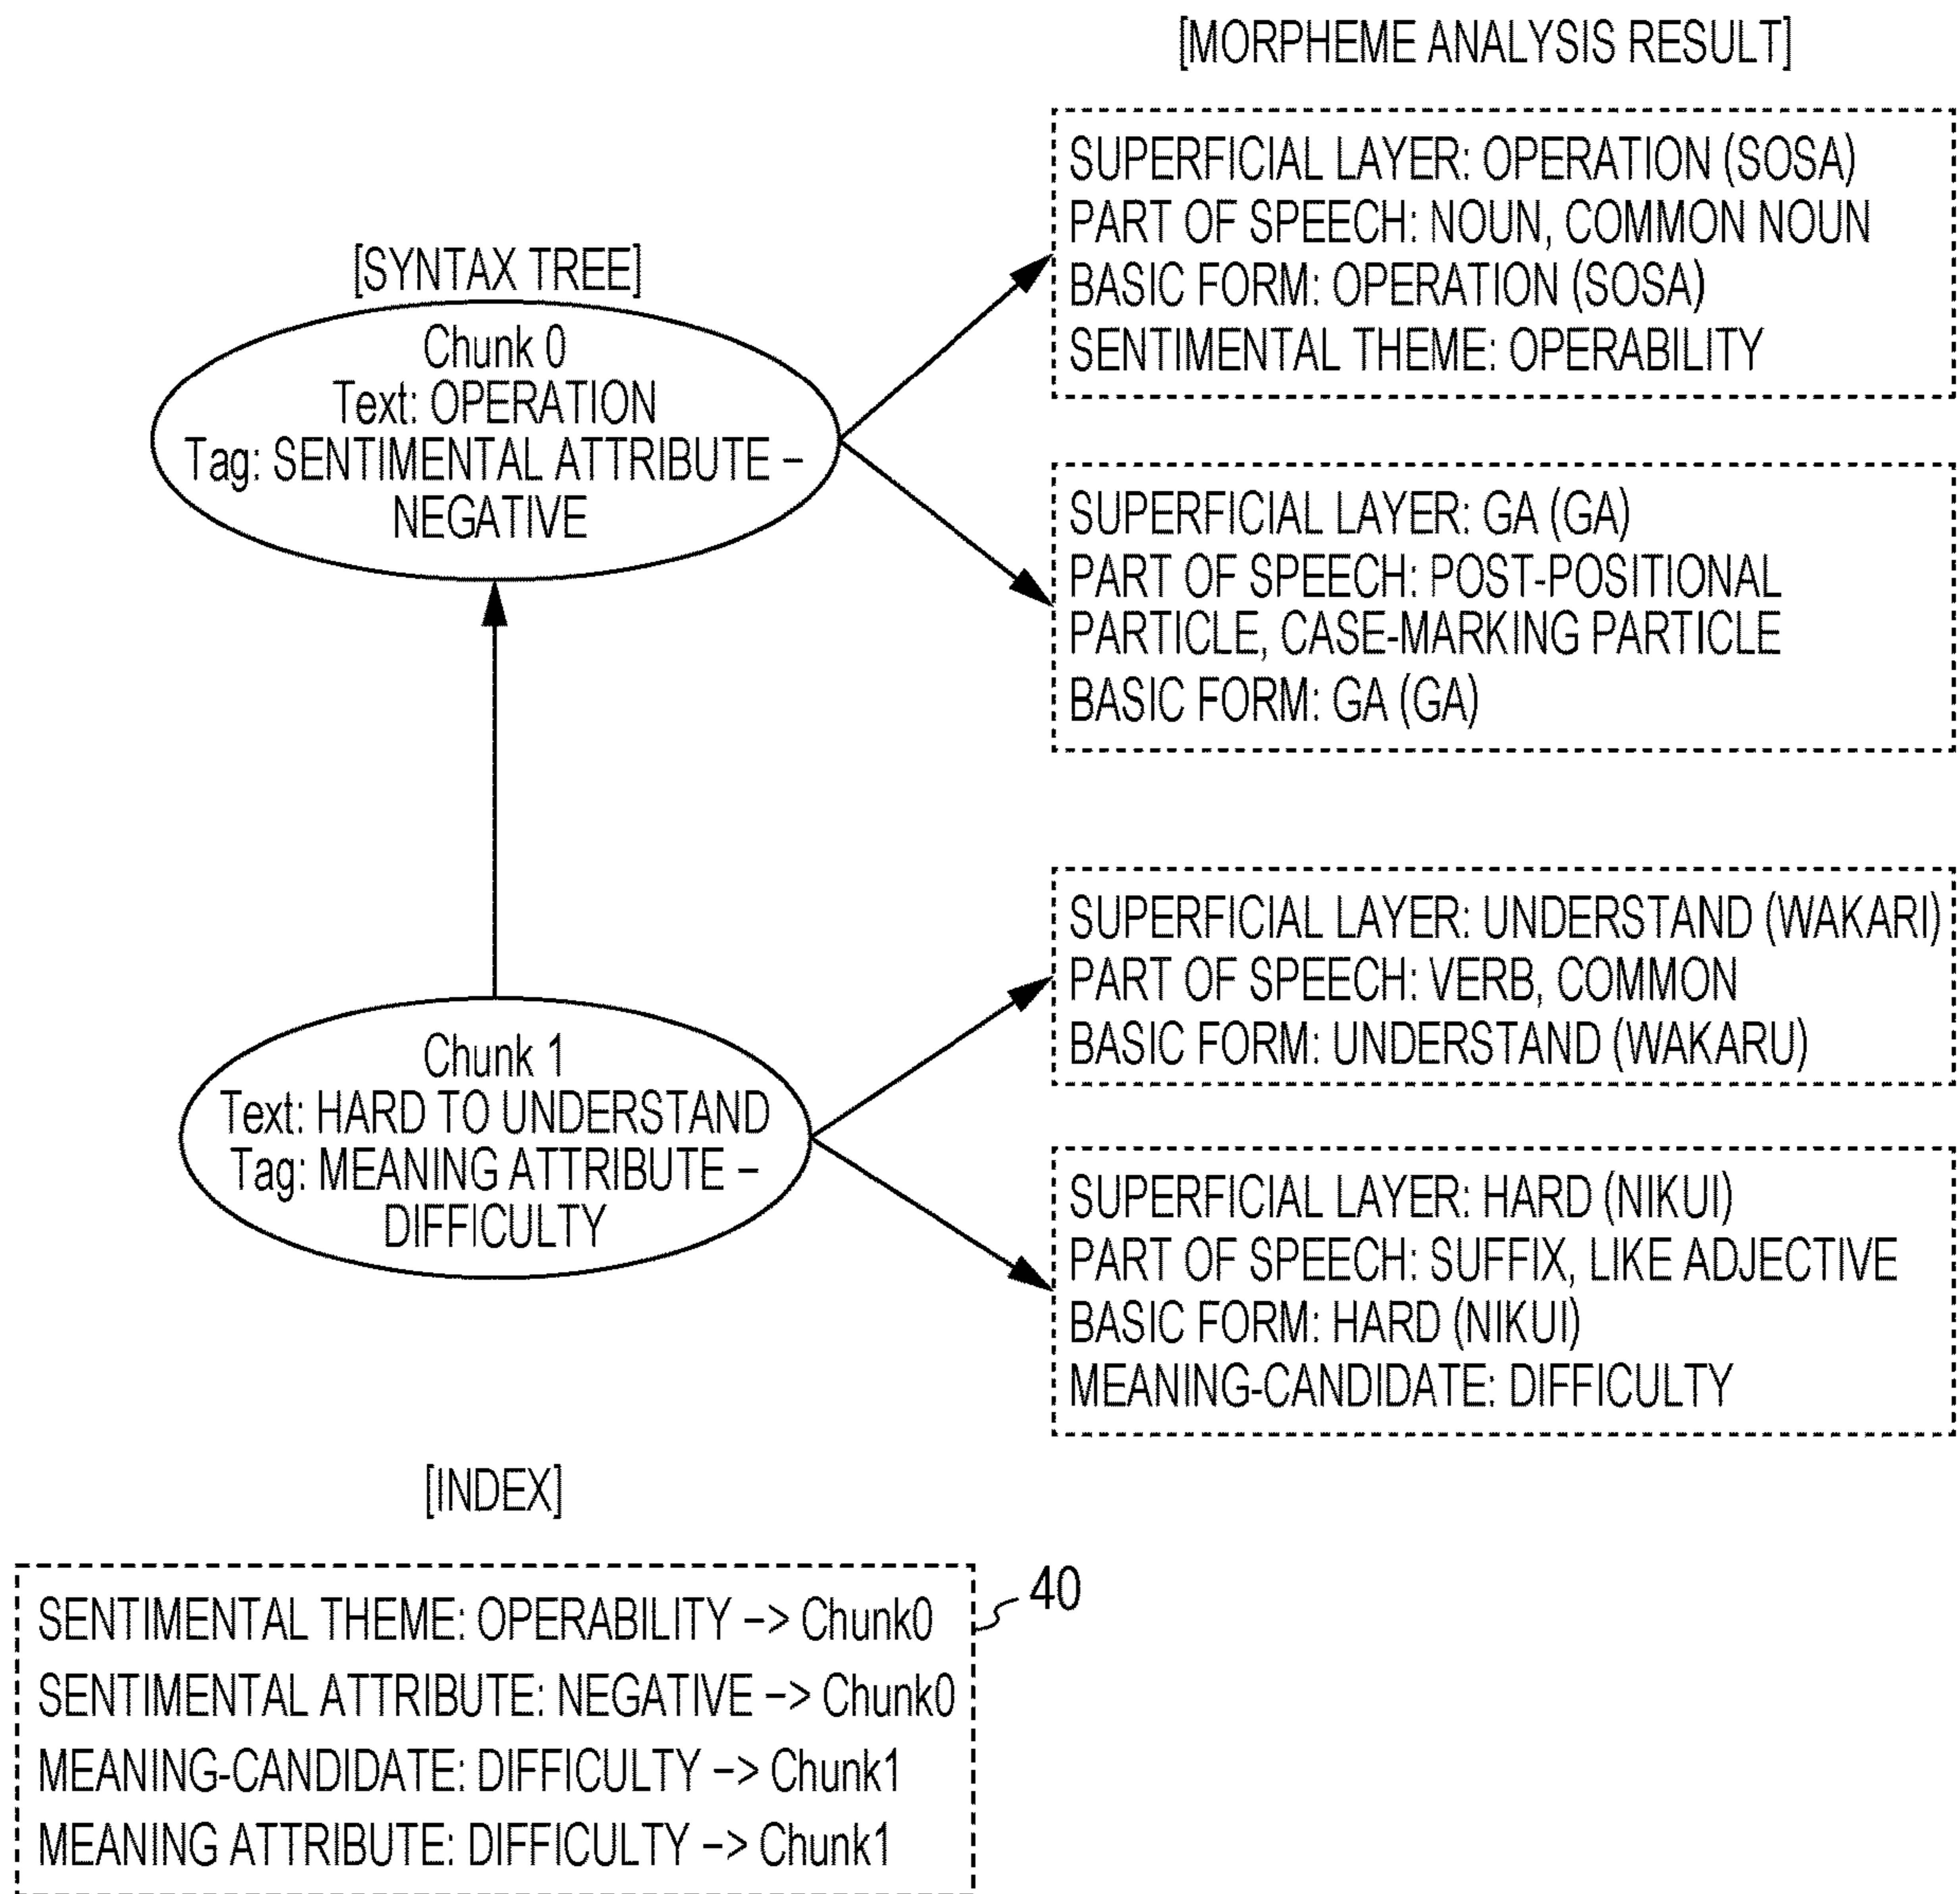 [MORPHEME ANALYSIS RESULT]
[SYNTAX TREE]
Chunk 0
Text: OPERATION
Tag: SENTIMENTAL ATTRIBUTE –
NEGATIVE
SUPERFICIAL LAYER: OPERATION (SOSA)
PART OF SPEECH: NOUN, COMMON NOUN
BASIC FORM: OPERATION (SOSA)
SENTIMENTAL THEME: OPERABILITY
SUPERFICIAL LAYER: GA (GA)
PART OF SPEECH: POST-POSITIONAL
PARTICLE, CASE-MARKING PARTICLE
BASIC FORM: GA (GA)
Chunk 1
Text: HARD TO UNDERSTAND
Tag: MEANING ATTRIBUTE –
DIFFICULTY
SUPERFICIAL LAYER: UNDERSTAND (WAKARI)
PART OF SPEECH: VERB, COMMON
BASIC FORM: UNDERSTAND (WAKARU)
SUPERFICIAL LAYER: HARD (NIKUI)
PART OF SPEECH: SUFFIX, LIKE ADJECTIVE
BASIC FORM: HARD (NIKUI)
MEANING-CANDIDATE: DIFFICULTY
[INDEX]
40
SENTIMENTAL THEME: OPERABILITY –> Chunk0
SENTIMENTAL ATTRIBUTE: NEGATIVE –> Chunk0
MEANING-CANDIDATE: DIFFICULTY –> Chunk1
MEANING ATTRIBUTE: DIFFICULTY –> Chunk1